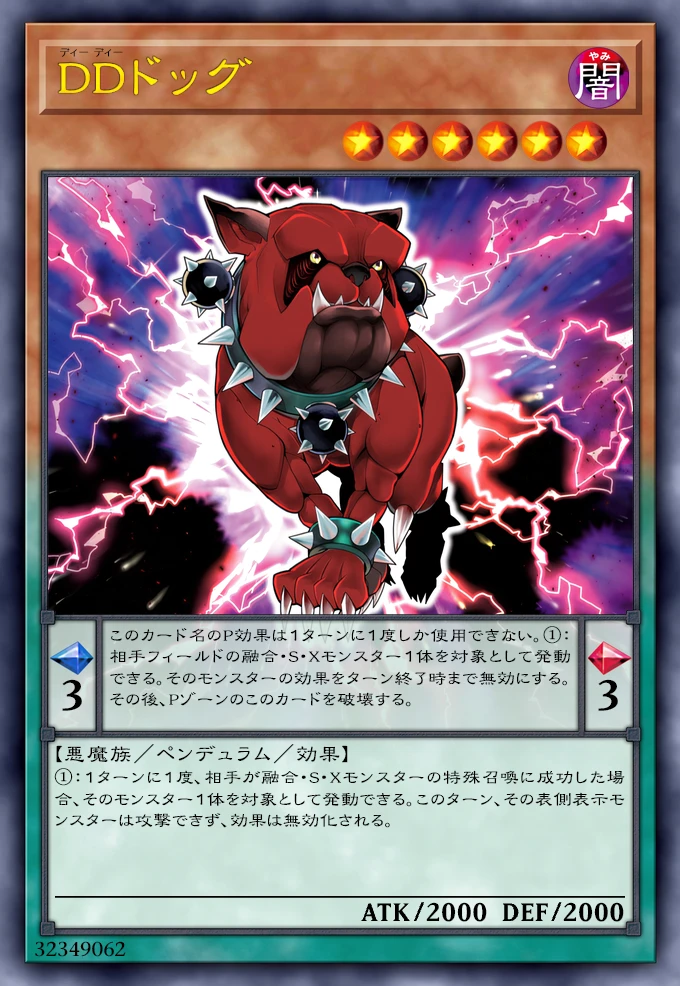 ディー ディー
DDドッグ
やみ
闇
このカード名のP効果は1ターンに1度しか使用できない。①:
相手フィールドの融合・S・Xモンスター1体を対象として発動
できる。そのモンスターの効果をターン終了時まで無効にする。
その後、Pゾーンのこのカードを破壊する。
3
3
【悪魔族/ペンデュラム/効果】
①:1ターンに1度、相手が融合・S・Xモンスターの特殊召喚に成功した場
合、そのモンスター1体を対象として発動できる。このターン、その表側表示モ
ンスターは攻撃できず、効果は無効化される。
ATK/2000 DEF/2000
32349062